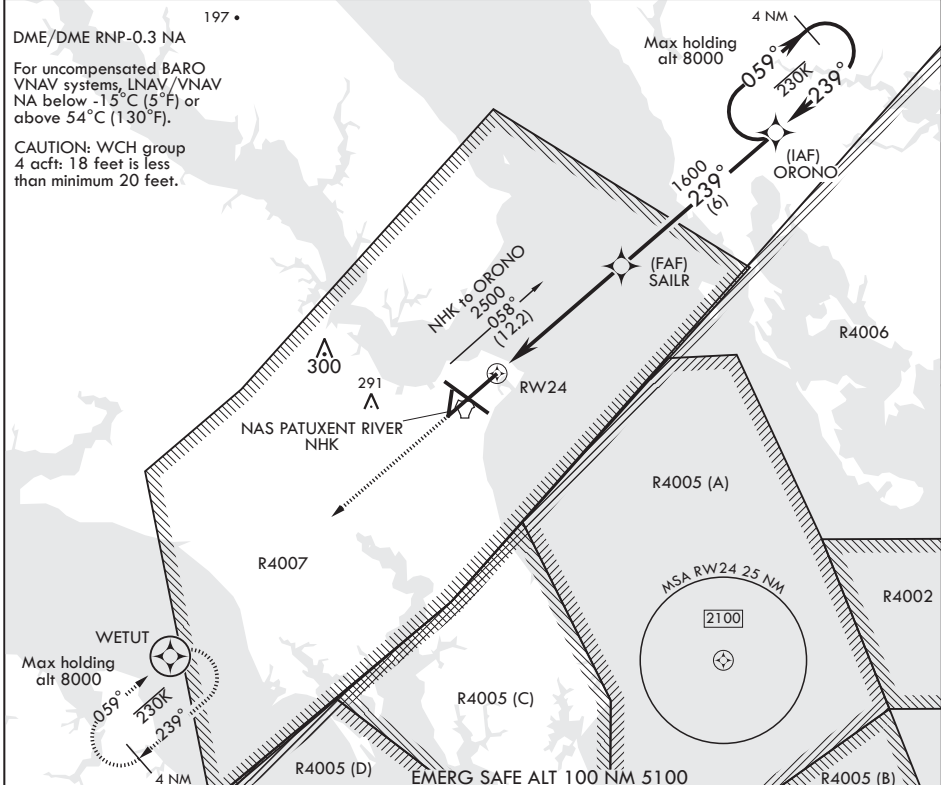 197
4 NM
DME/DME RNP-0.3 NA
For uncompensated BARO
VNAV systems, LNAV/VNAV
NA below -15°C (5°F) or
above 54°C (130°F).
CAUTION: WCH group
4 acft: 18 feet is less
than minimum 20 feet.
Max holding
alt 8000
059°
230K
239°
(IAF)
ORONO
1600
239°
(6)
(FAF)
SAILR
NHK to ORONO
2500
058°
(12.2)
R4006
300
291
RW24
NAS PATUXENT RIVER
NHK
R4005 (A)
R4007
MSA RW24 25 NM
2100
R4002
WETUT
Max holding
alt 8000
059°
230K
239°
4 NM
R4005 (C)
R4005 (D)
EMERG SAFE ALT 100 NM 5100
R4005 (B)